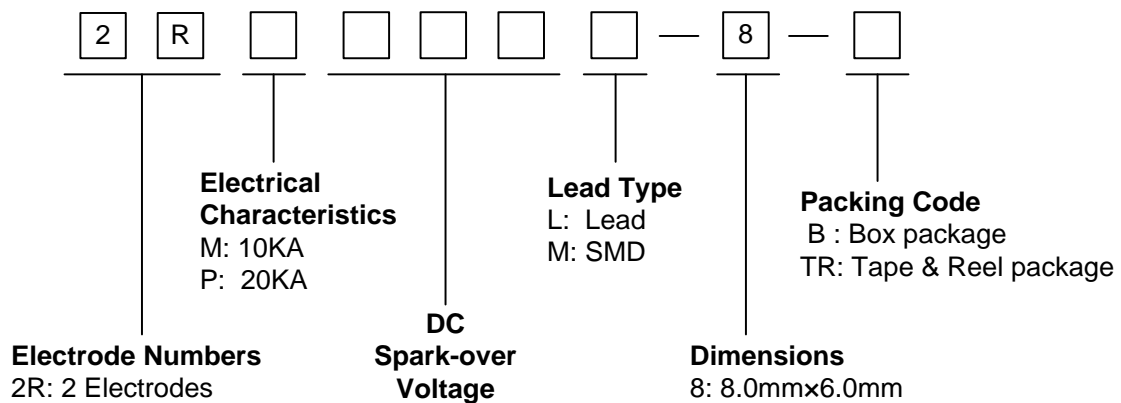 2 R — 8 —
Electrical
Characteristics
M: 10KA
P: 20KA
Lead Type
L: Lead
M: SMD
Packing Code
B : Box package
TR: Tape & Reel package
Electrode Numbers
2R: 2 Electrodes
DC
Spark-over
Voltage
Dimensions
8: 8.0mm×6.0mm